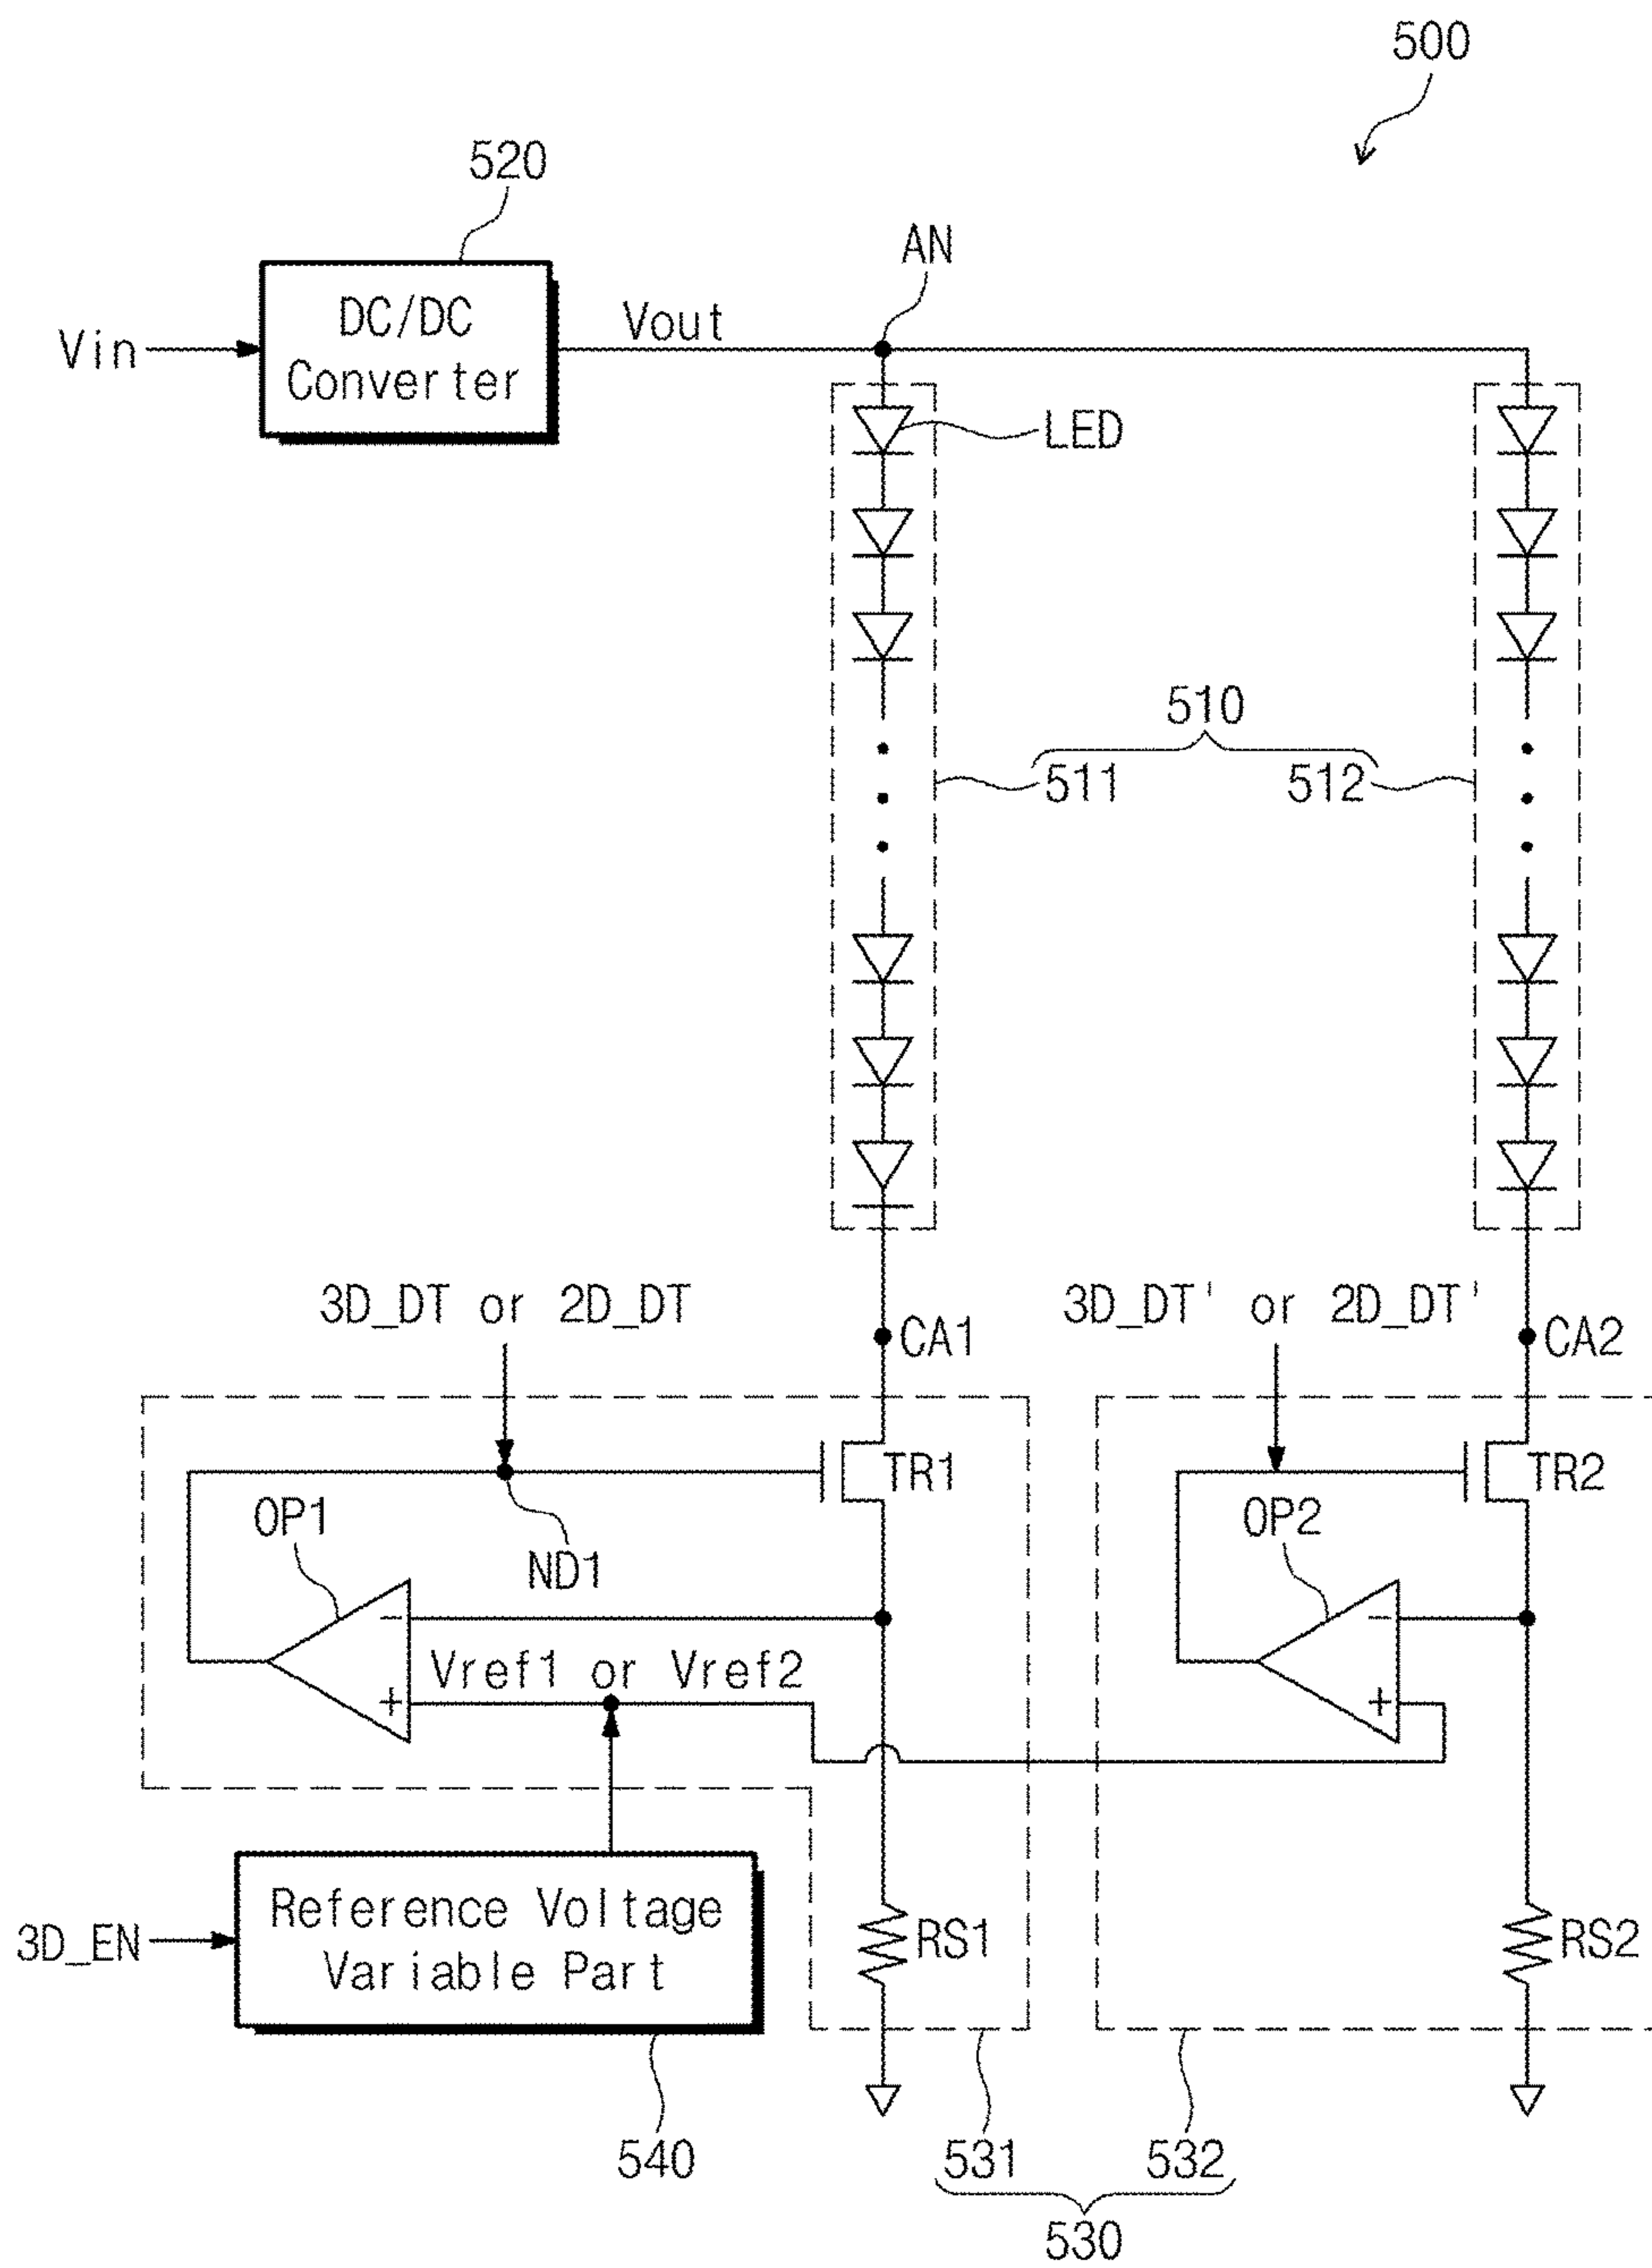 500
520
AN
DC/DC
Converter
Vin
Vout
LED
510
511
512
3D_DT or 2D_DT
3D_DT' or 2D_DT'
CA1
CA2
TR1
TR2
OP1
OP2
ND1
−
−
Vref1 or Vref2
+
+
Reference Voltage
Variable Part
3D_EN
RS1
RS2
540
531
532
530